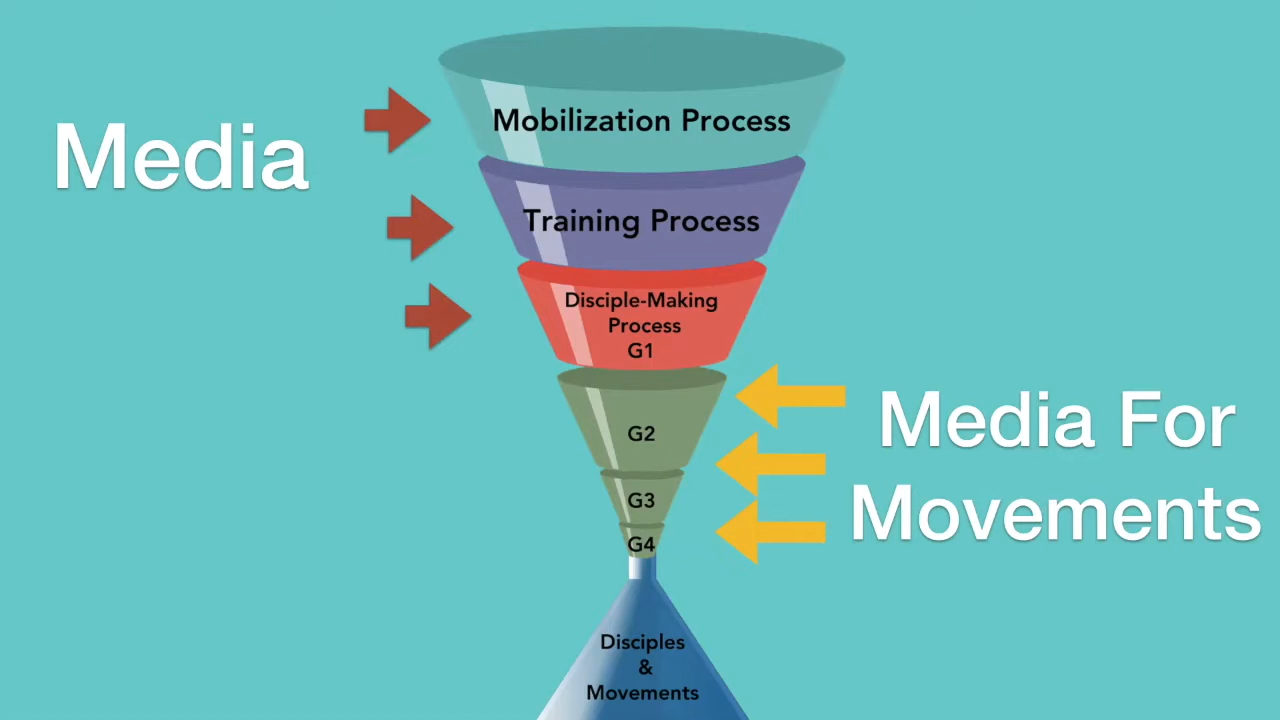 Media
Mobilization Process
Training Process
Disciple-Making
Process
G1
G2
G3
G4
Media For
Movements
Disciples
&
Movements